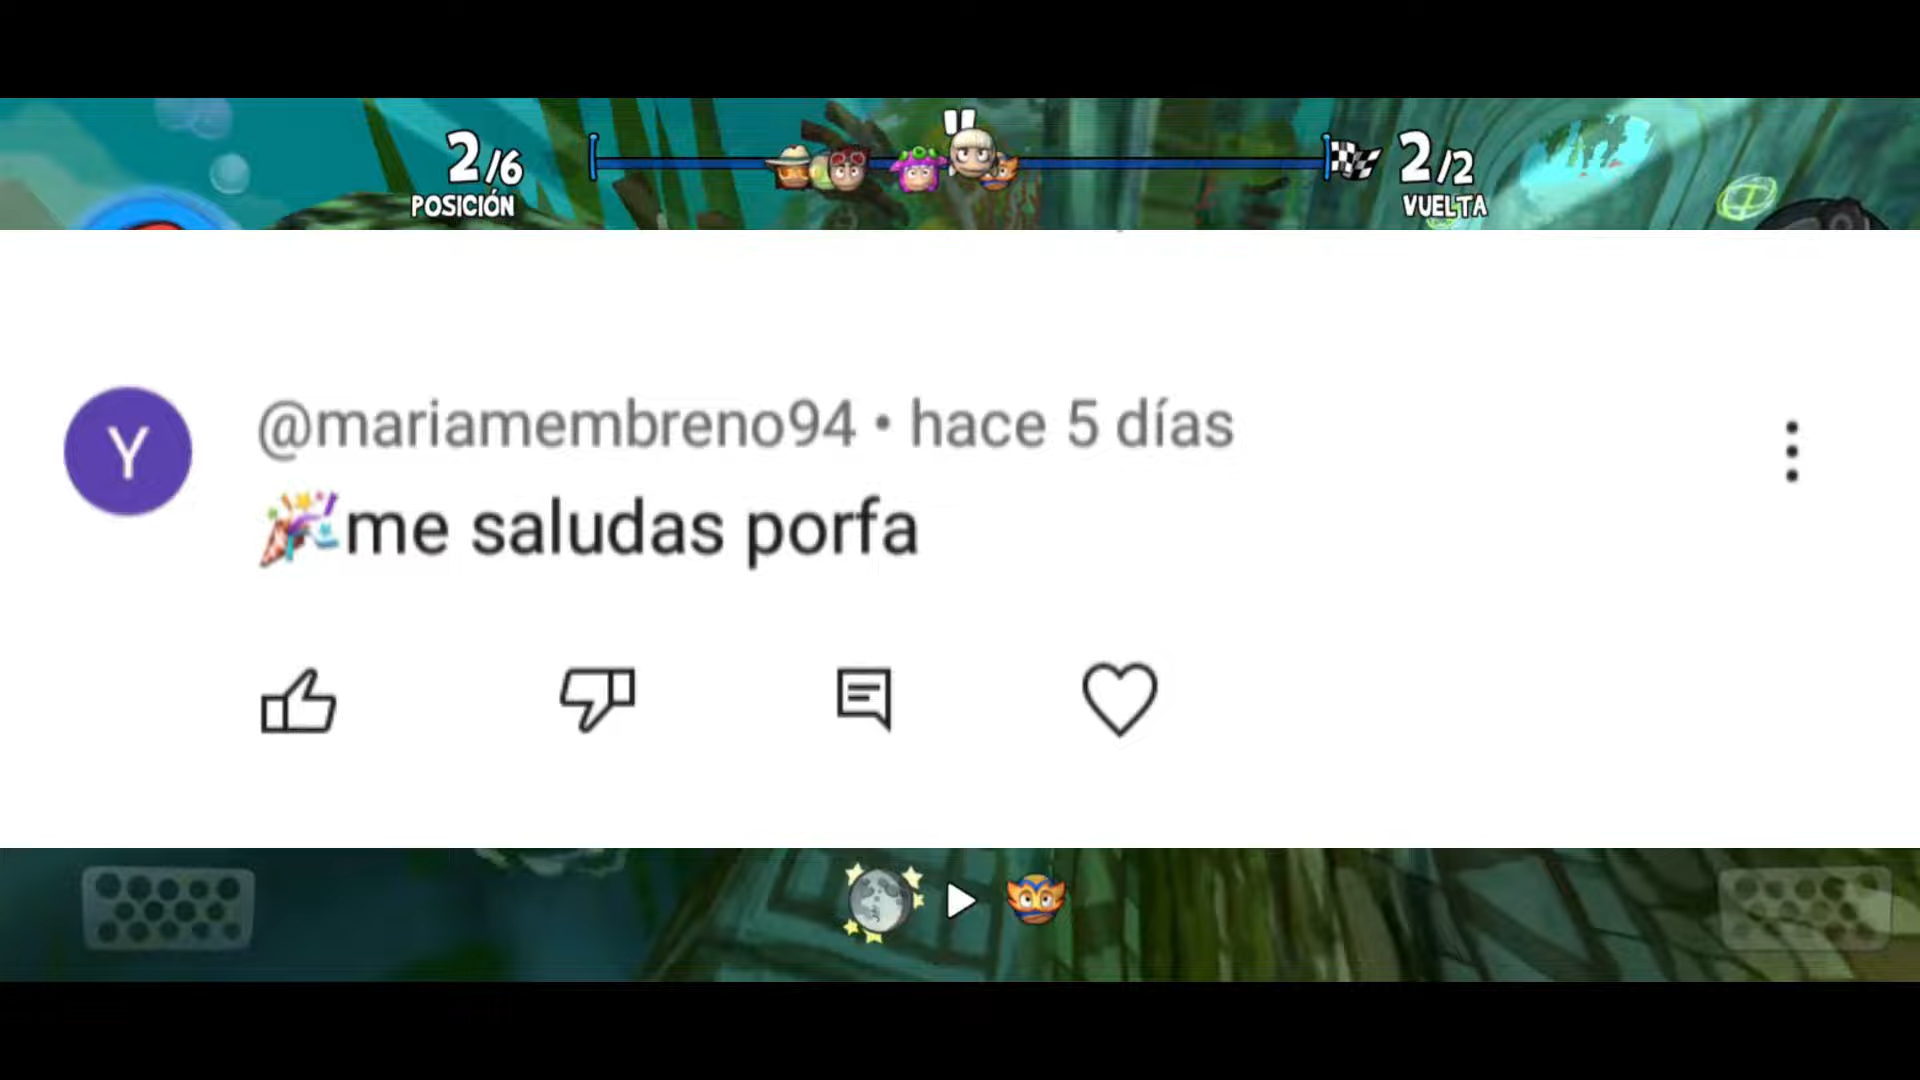 2/6
POSICIÓN
2/2
VUELTA
Y
@mariamembreno94 • hace 5 días
🎉me saludas porfa